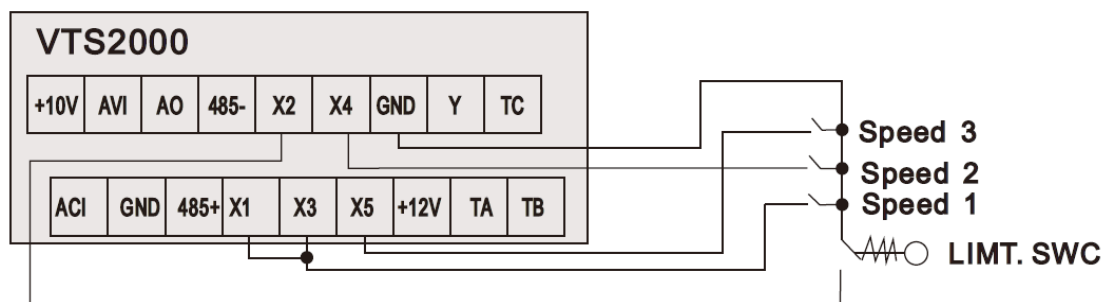 VTS2000
+10V AVI AO 485- X2 X4 GND Y TC
Speed 3
Speed 2
ACI GND 485+ X1 X3 X5 +12V TA TB
Speed 1
LIMT. SWC